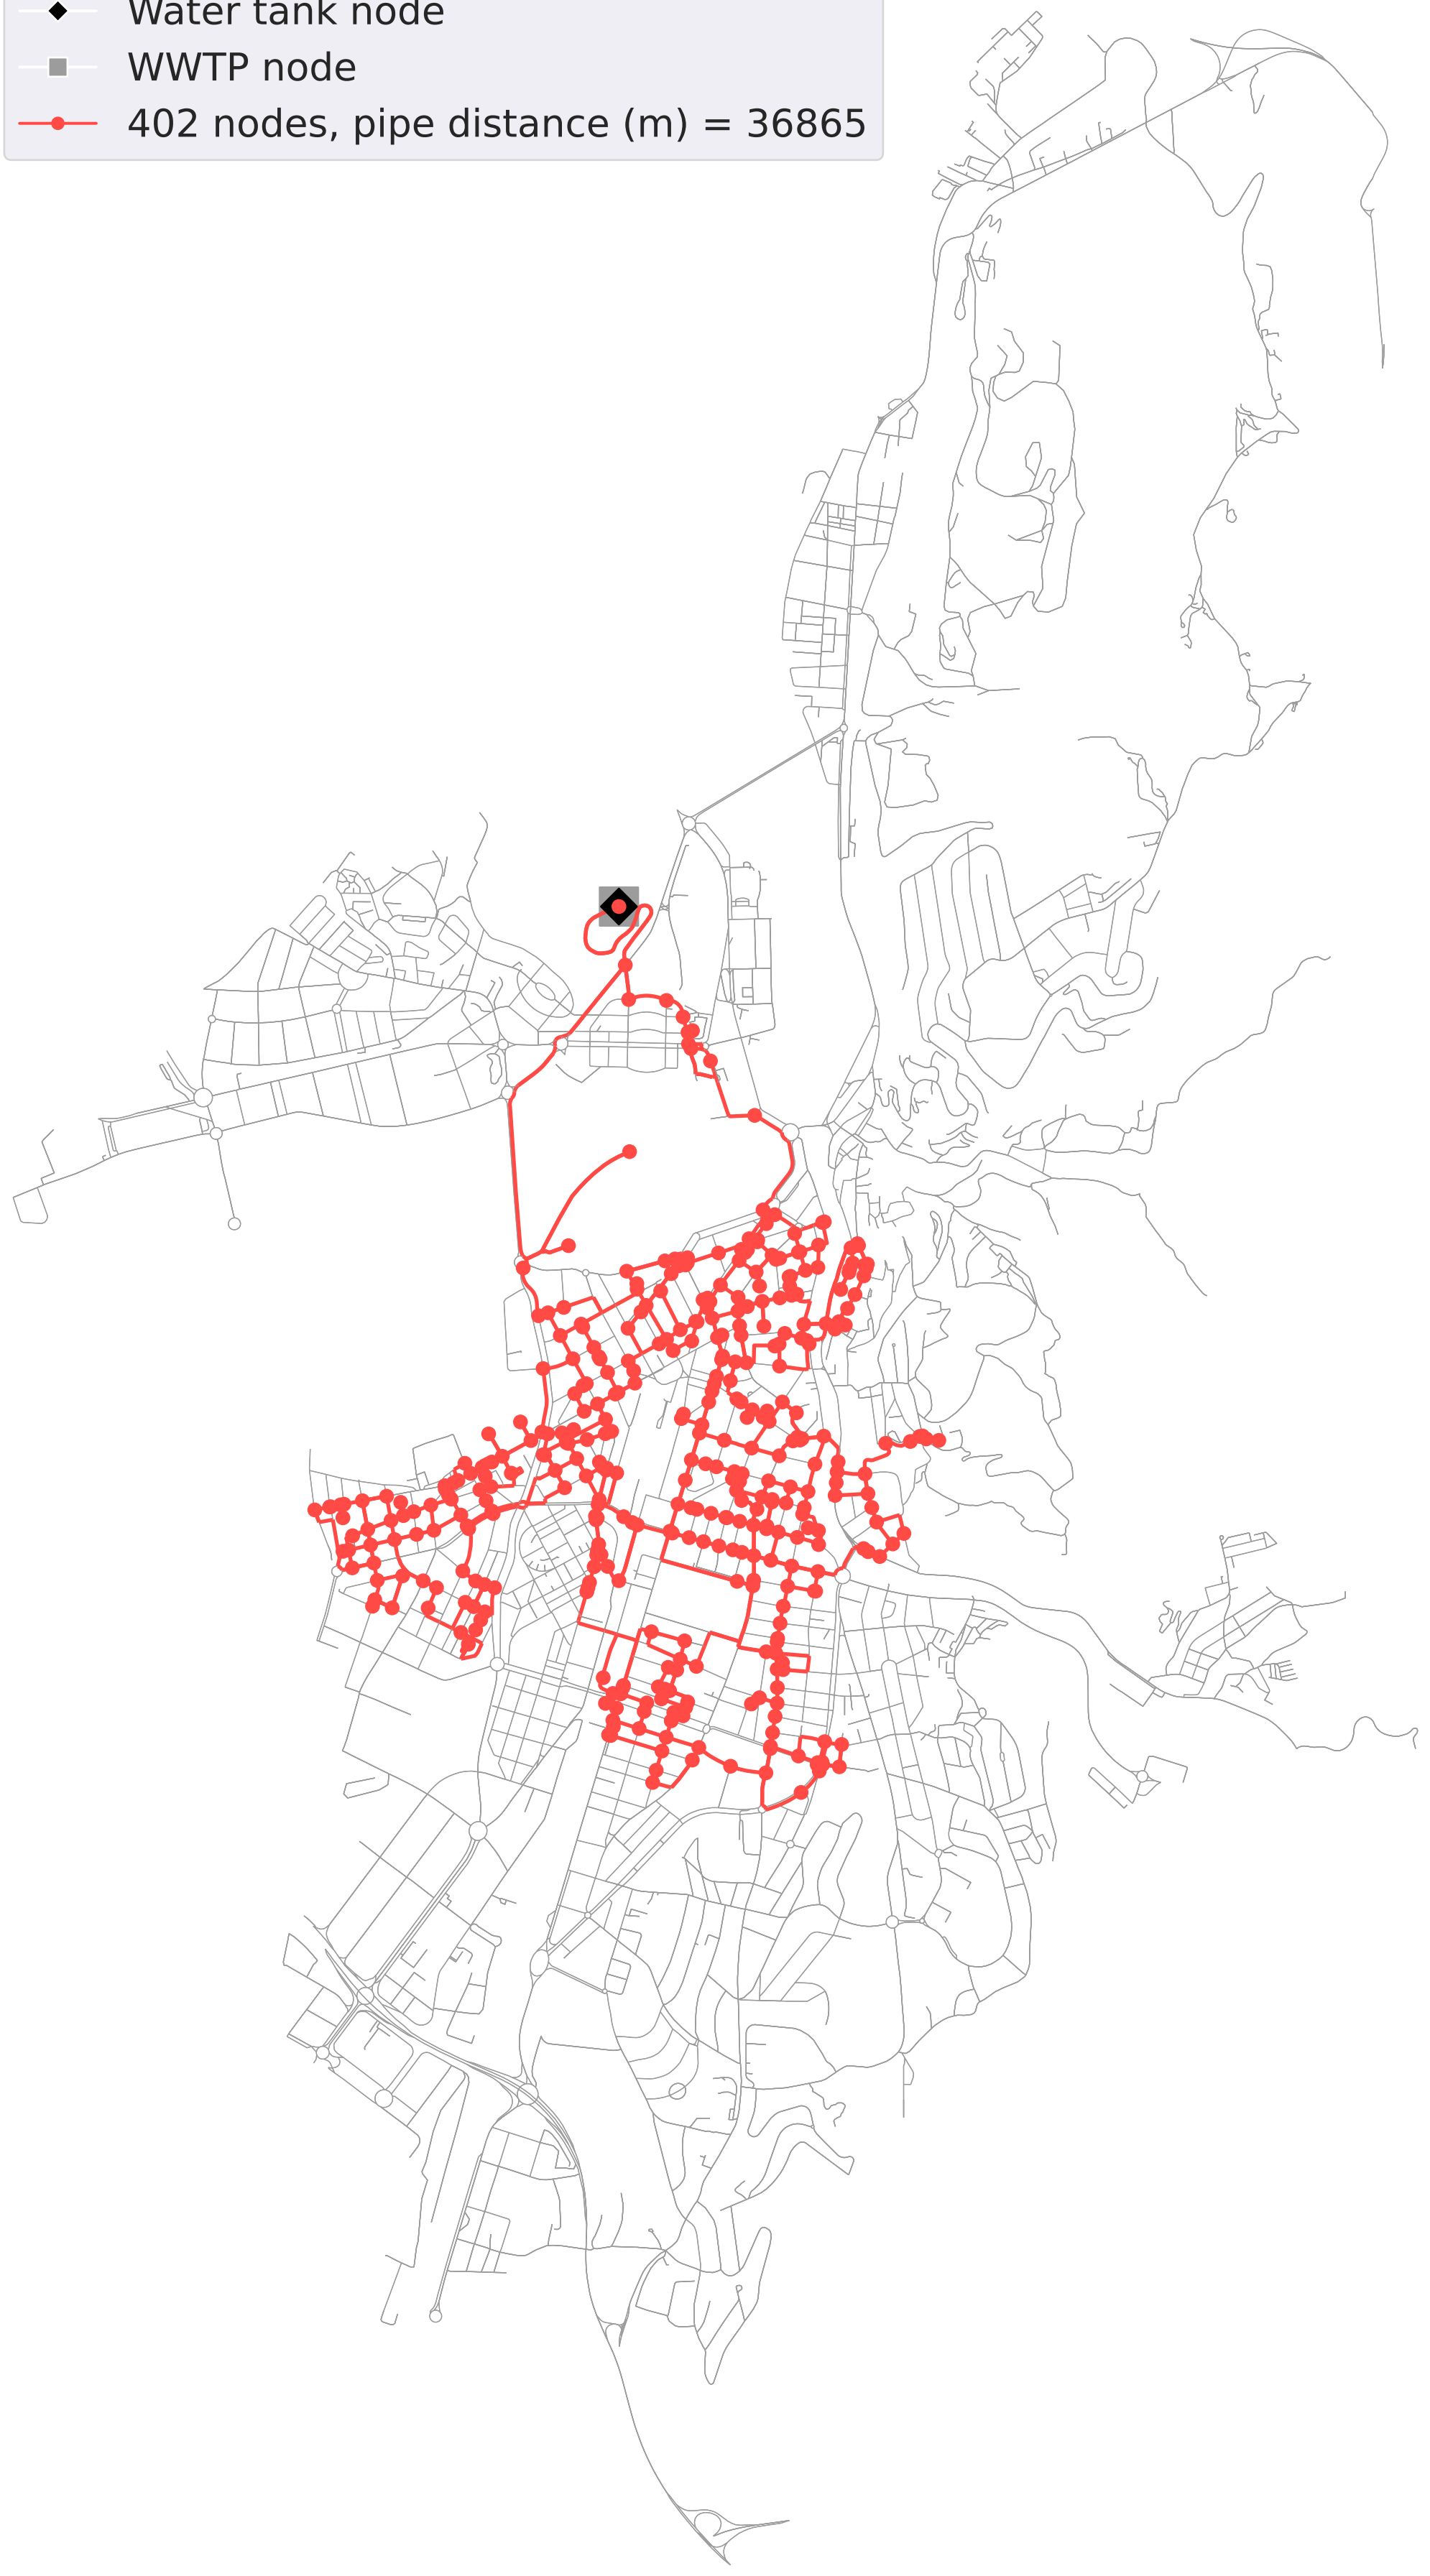 Water tank node
WWTP node
402 nodes, pipe distance (m) = 36865